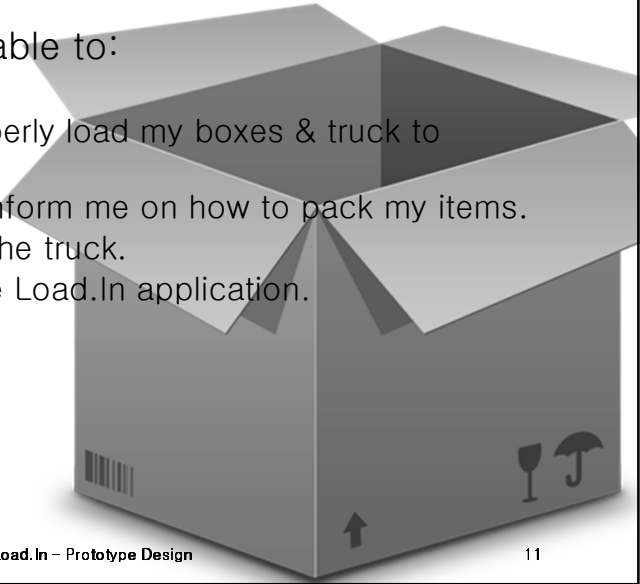 able to:
erly load my boxes & truck to
nform me on how to pack my items.
he truck.
e Load.In application.
oad.In – Prototype Design
11